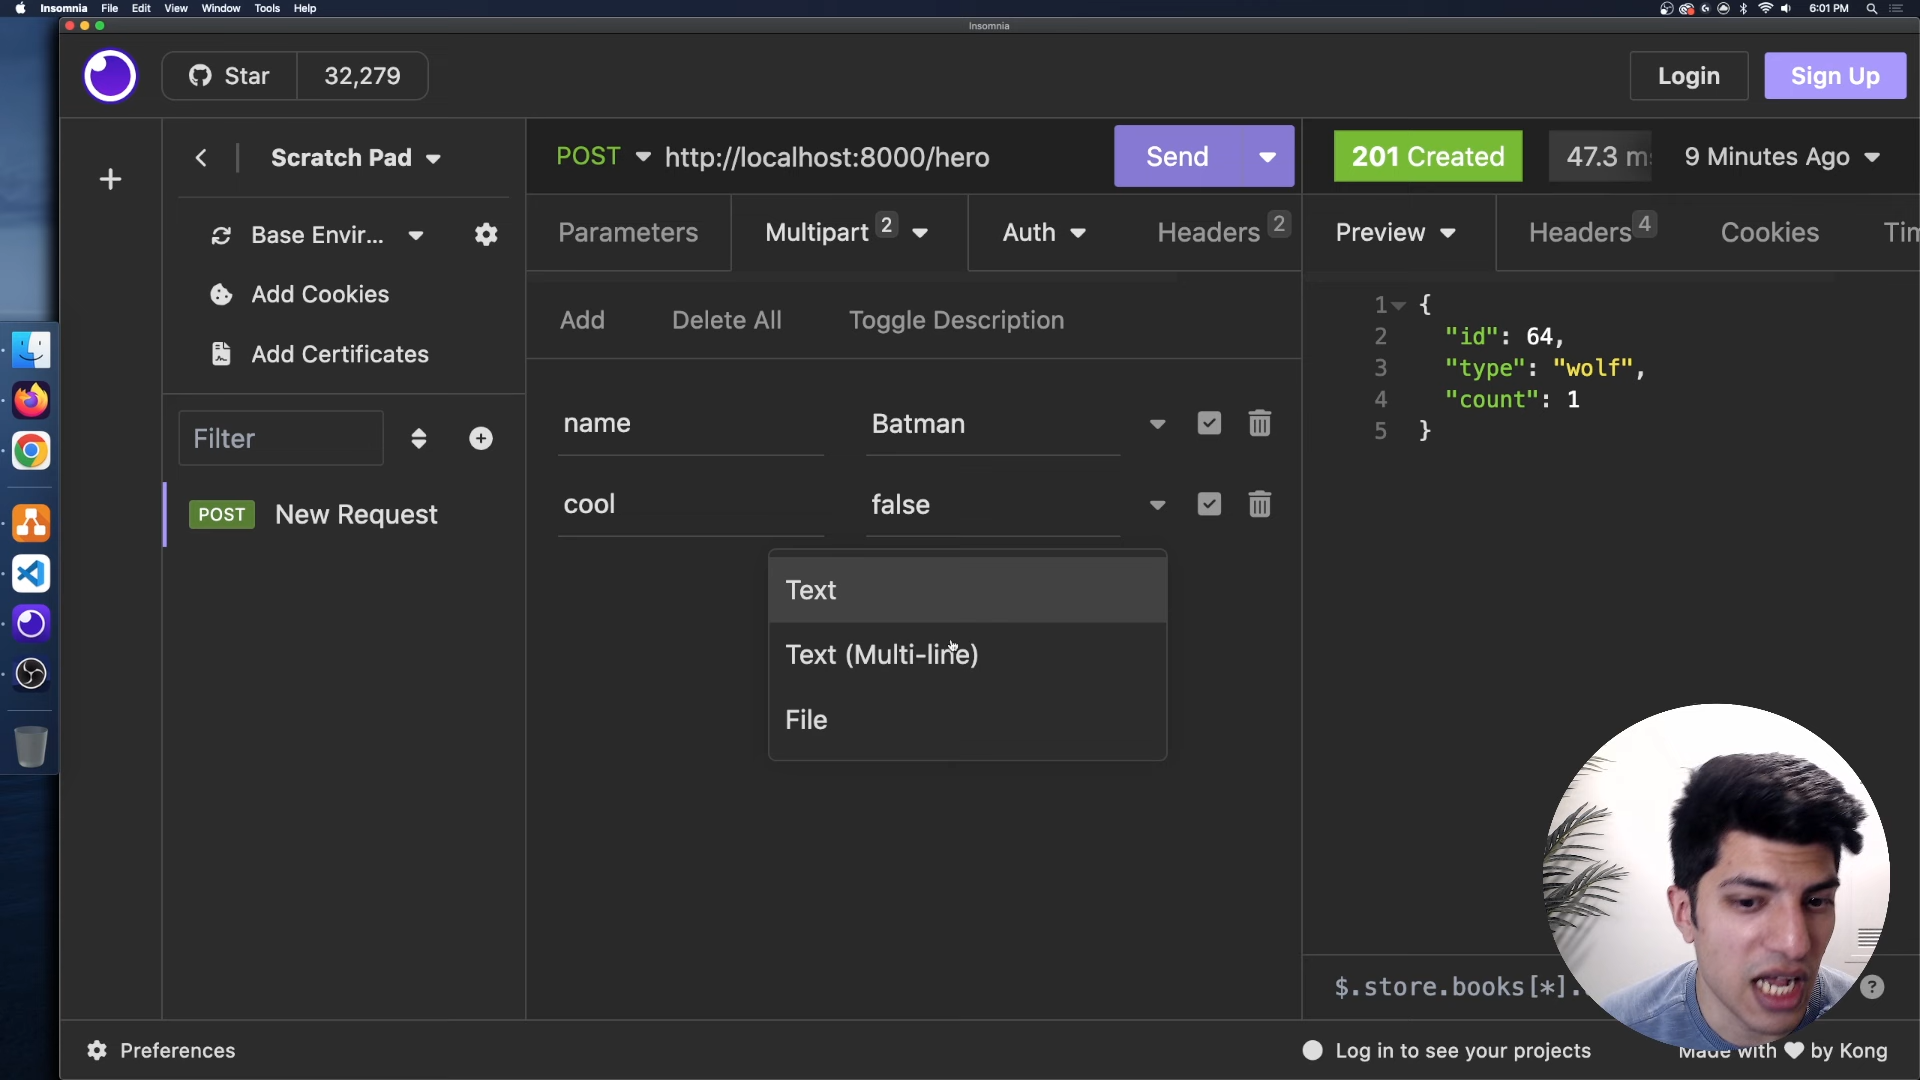 Insomnia File Edit View Window Tools Help
6:01 PM
Insomnia
Star 32,279
Login Sign Up
Scratch Pad
POST http://localhost:8000/hero Send
201 Created 47.3 m 9 Minutes Ago
Base Envir...
Parameters Multipart 2 Auth Headers 2
Preview Headers 4 Cookies Tim
Add Cookies
Add Delete All Toggle Description
Add Certificates
1 {
2 "id": 64,
3 "type": "wolf",
4 "count": 1
5 }
name Batman
Filter
cool false
POST New Request
Text
Text (Multi-line)
File
$.store.books[*].
?
Preferences
Log in to see your projects
Made with by Kong